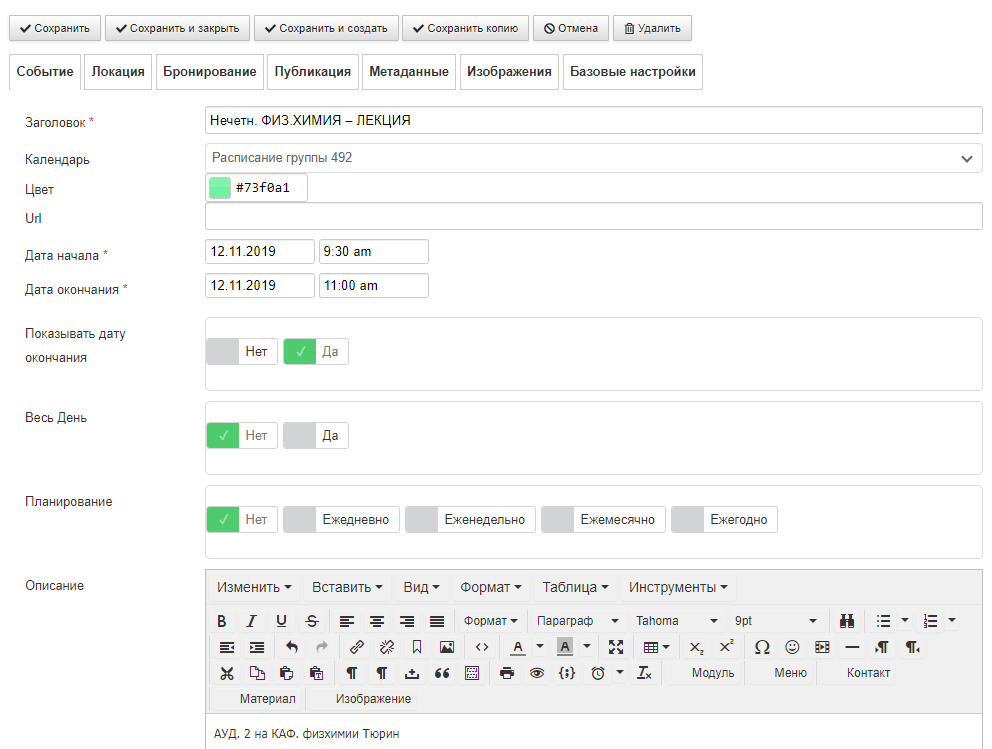 Сохранить Сохранить и закрыть Сохранить и создать Сохранить копию Отмена Удалить
Событие Локация Бронирование Публикация Метаданные Изображения Базовые настройки
Заголовок * Нечетн. ФИЗ.ХИМИЯ – ЛЕКЦИЯ
Календарь Расписание группы 492
Цвет #73f0a1
Url
Дата начала * 12.11.2019 9:30 am
Дата окончания * 12.11.2019 11:00 am
Показывать дату
окончания
Нет Да
Весь День
Нет Да
Планирование
Нет Ежедневно Еженедельно Ежемесячно Ежегодно
Описание
Изменить Вставить Вид Формат Таблица Инструменты
B I U S Формат Параграф Tahoma 9pt
A A x₂ x² Ω
Модуль Меню Контакт
Материал Изображение
АУД. 2 на КАФ. физхимии Тюрин